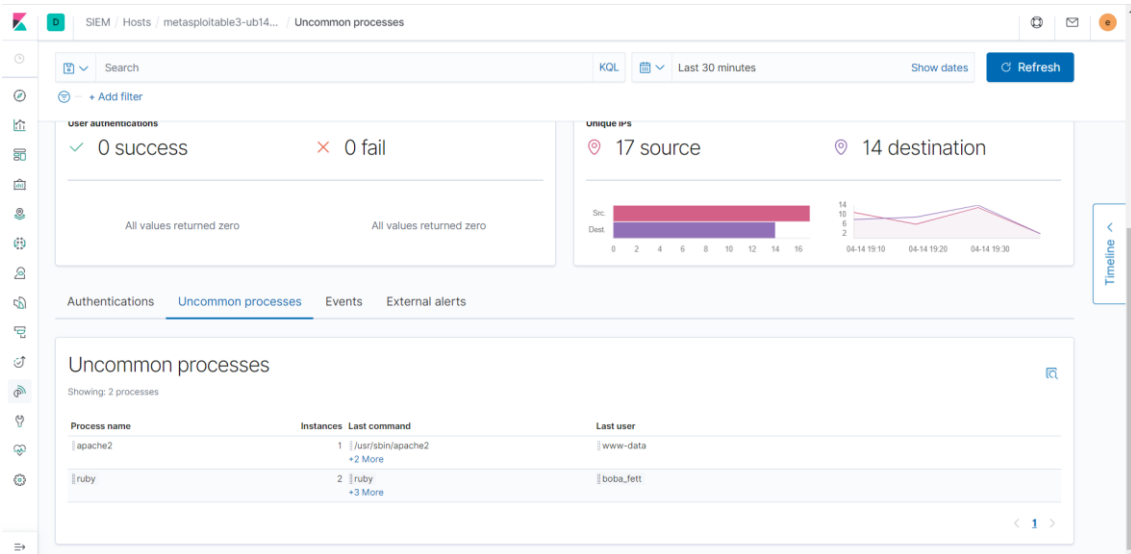 D SIEM / Hosts / metasploitable3-ub14... / Uncommon processes e
Search KQL Last 30 minutes Show dates Refresh
+ Add filter
User authentications Unique IPs
0 success 0 fail 17 source 14 destination
All values returned zero All values returned zero
Src.
Dest.
0 2 4 6 8 10 12 14 16
14
10
6
2
04-14 19:10 04-14 19:20 04-14 19:30
Timeline
Authentications Uncommon processes Events External alerts
Uncommon processes
Showing: 2 processes
Process name Instances Last command Last user
apache2 1 /usr/sbin/apache2 www-data
+2 More
ruby 2 ruby boba_fett
+3 More
< 1 >